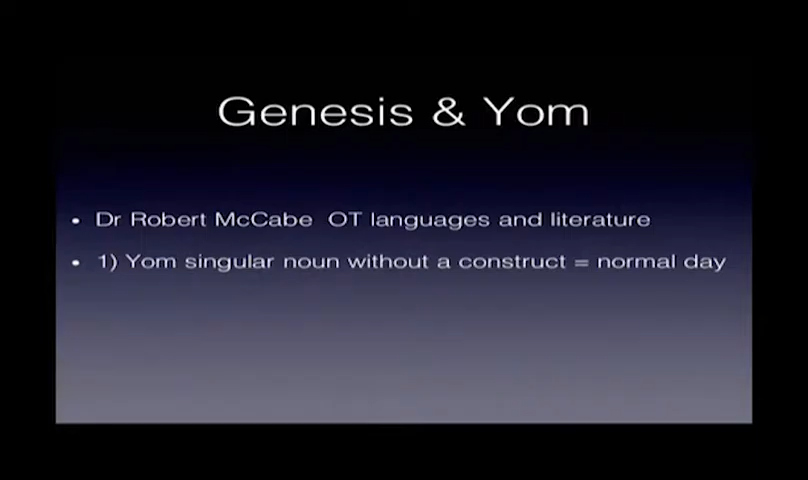 Genesis & Yom
• Dr Robert McCabe OT languages and literature
• 1) Yom singular noun without a construct = normal day